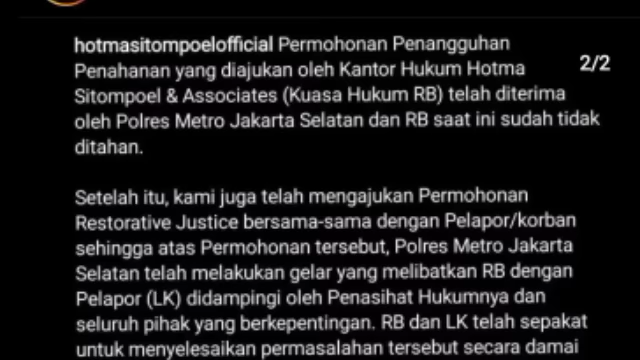 hotmasitompoelofficial Permohonan Penangguhan
Penahanan yang diajukan oleh Kantor Hukum Hotma
Sitompoel & Associates (Kuasa Hukum RB) telah diterima
oleh Polres Metro Jakarta Selatan dan RB saat ini sudah tidak
ditahan.
2/2
Setelah itu, kami juga telah mengajukan Permohonan
Restorative Justice bersama-sama dengan Pelapor/korban
sehingga atas Permohonan tersebut, Polres Metro Jakarta
Selatan telah melakukan gelar yang melibatkan RB dengan
Pelapor (LK) didampingi oleh Penasihat Hukumnya dan
seluruh pihak yang berkepentingan. RB dan LK telah sepakat
untuk menyelesaikan permasalahan tersebut secara damai